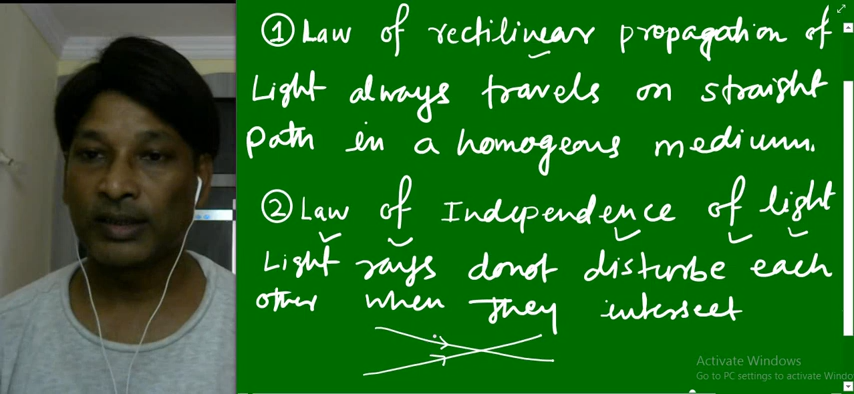 ① Law of rectilinear propagation of
Light always travels on straight
path in a homogeous medium.
② Law of Independence of light
Light rays donot disturbe each
other when they intersect
Activate Windows
Go to PC settings to activate Windo